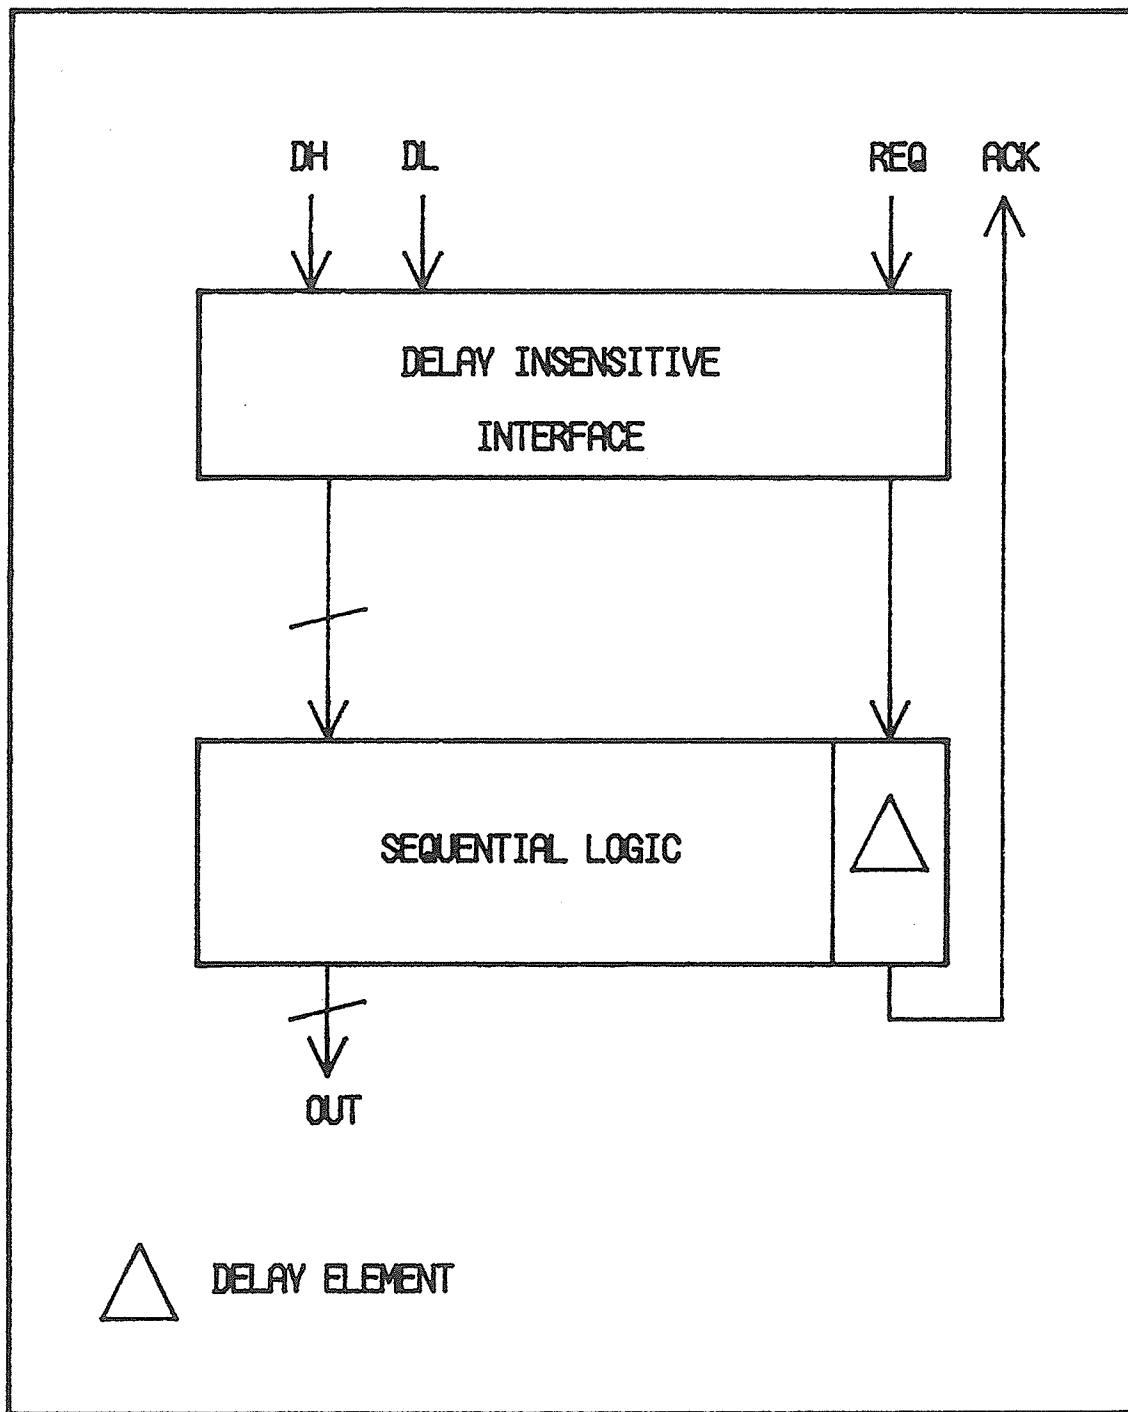 DH DL REQ ACK
DELAY INSENSITIVE
INTERFACE
SEQUENTIAL LOGIC
OUT
DELAY ELEMENT